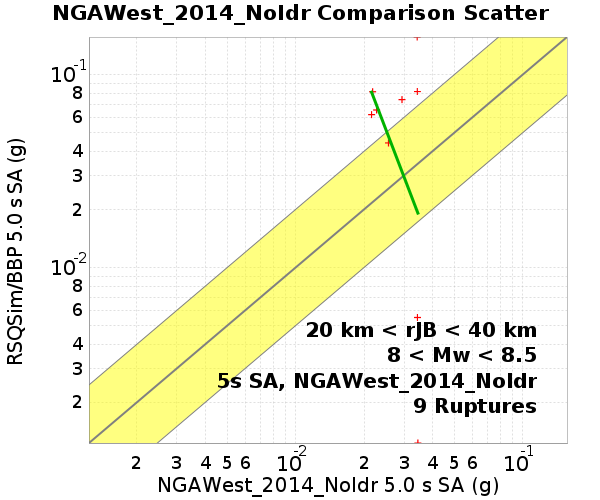 NGAWest_2014_NoIdr Comparison Scatter
10-1
8
6
4
3
2
10-2
8
6
4
3
2
RSQSim/BBP 5.0 s SA (g)
20 km < rJB < 40 km
8 < Mw < 8.5
5s SA, NGAWest_2014_NoIdr
9 Ruptures
2 3 4 5 6 10-2 2 3 4 5 6 10-1
NGAWest_2014_NoIdr 5.0 s SA (g)